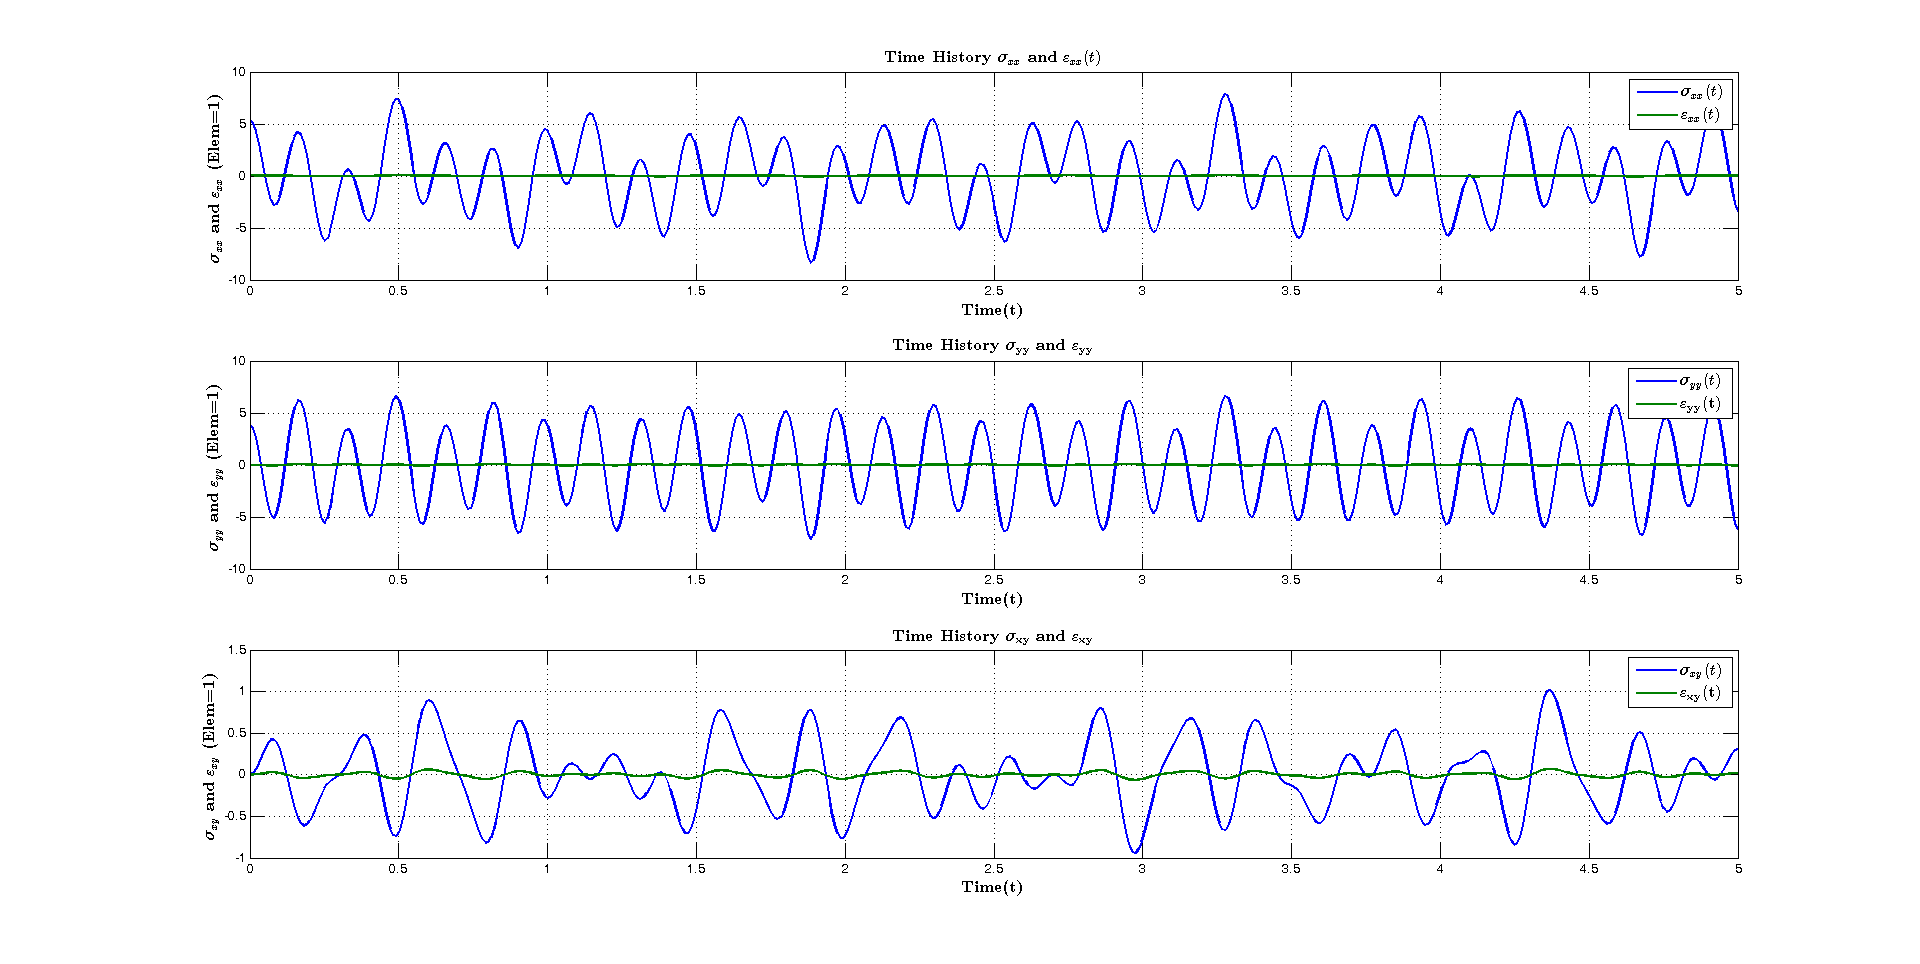 Time History σxx and εxx(t)
σxx and εxx (Elem=1)
10
5
0
-5
-10
σxx(t)
εxx(t)
0 0.5 1 1.5 2 2.5 3 3.5 4 4.5 5
Time(t)
Time History σyy and εyy
σyy and εyy (Elem=1)
10
5
0
-5
-10
σyy(t)
εyy(t)
0 0.5 1 1.5 2 2.5 3 3.5 4 4.5 5
Time(t)
Time History σxy and εxy
σxy and εxy (Elem=1)
1.5
1
0.5
0
-0.5
-1
σxy(t)
εxy(t)
0 0.5 1 1.5 2 2.5 3 3.5 4 4.5 5
Time(t)